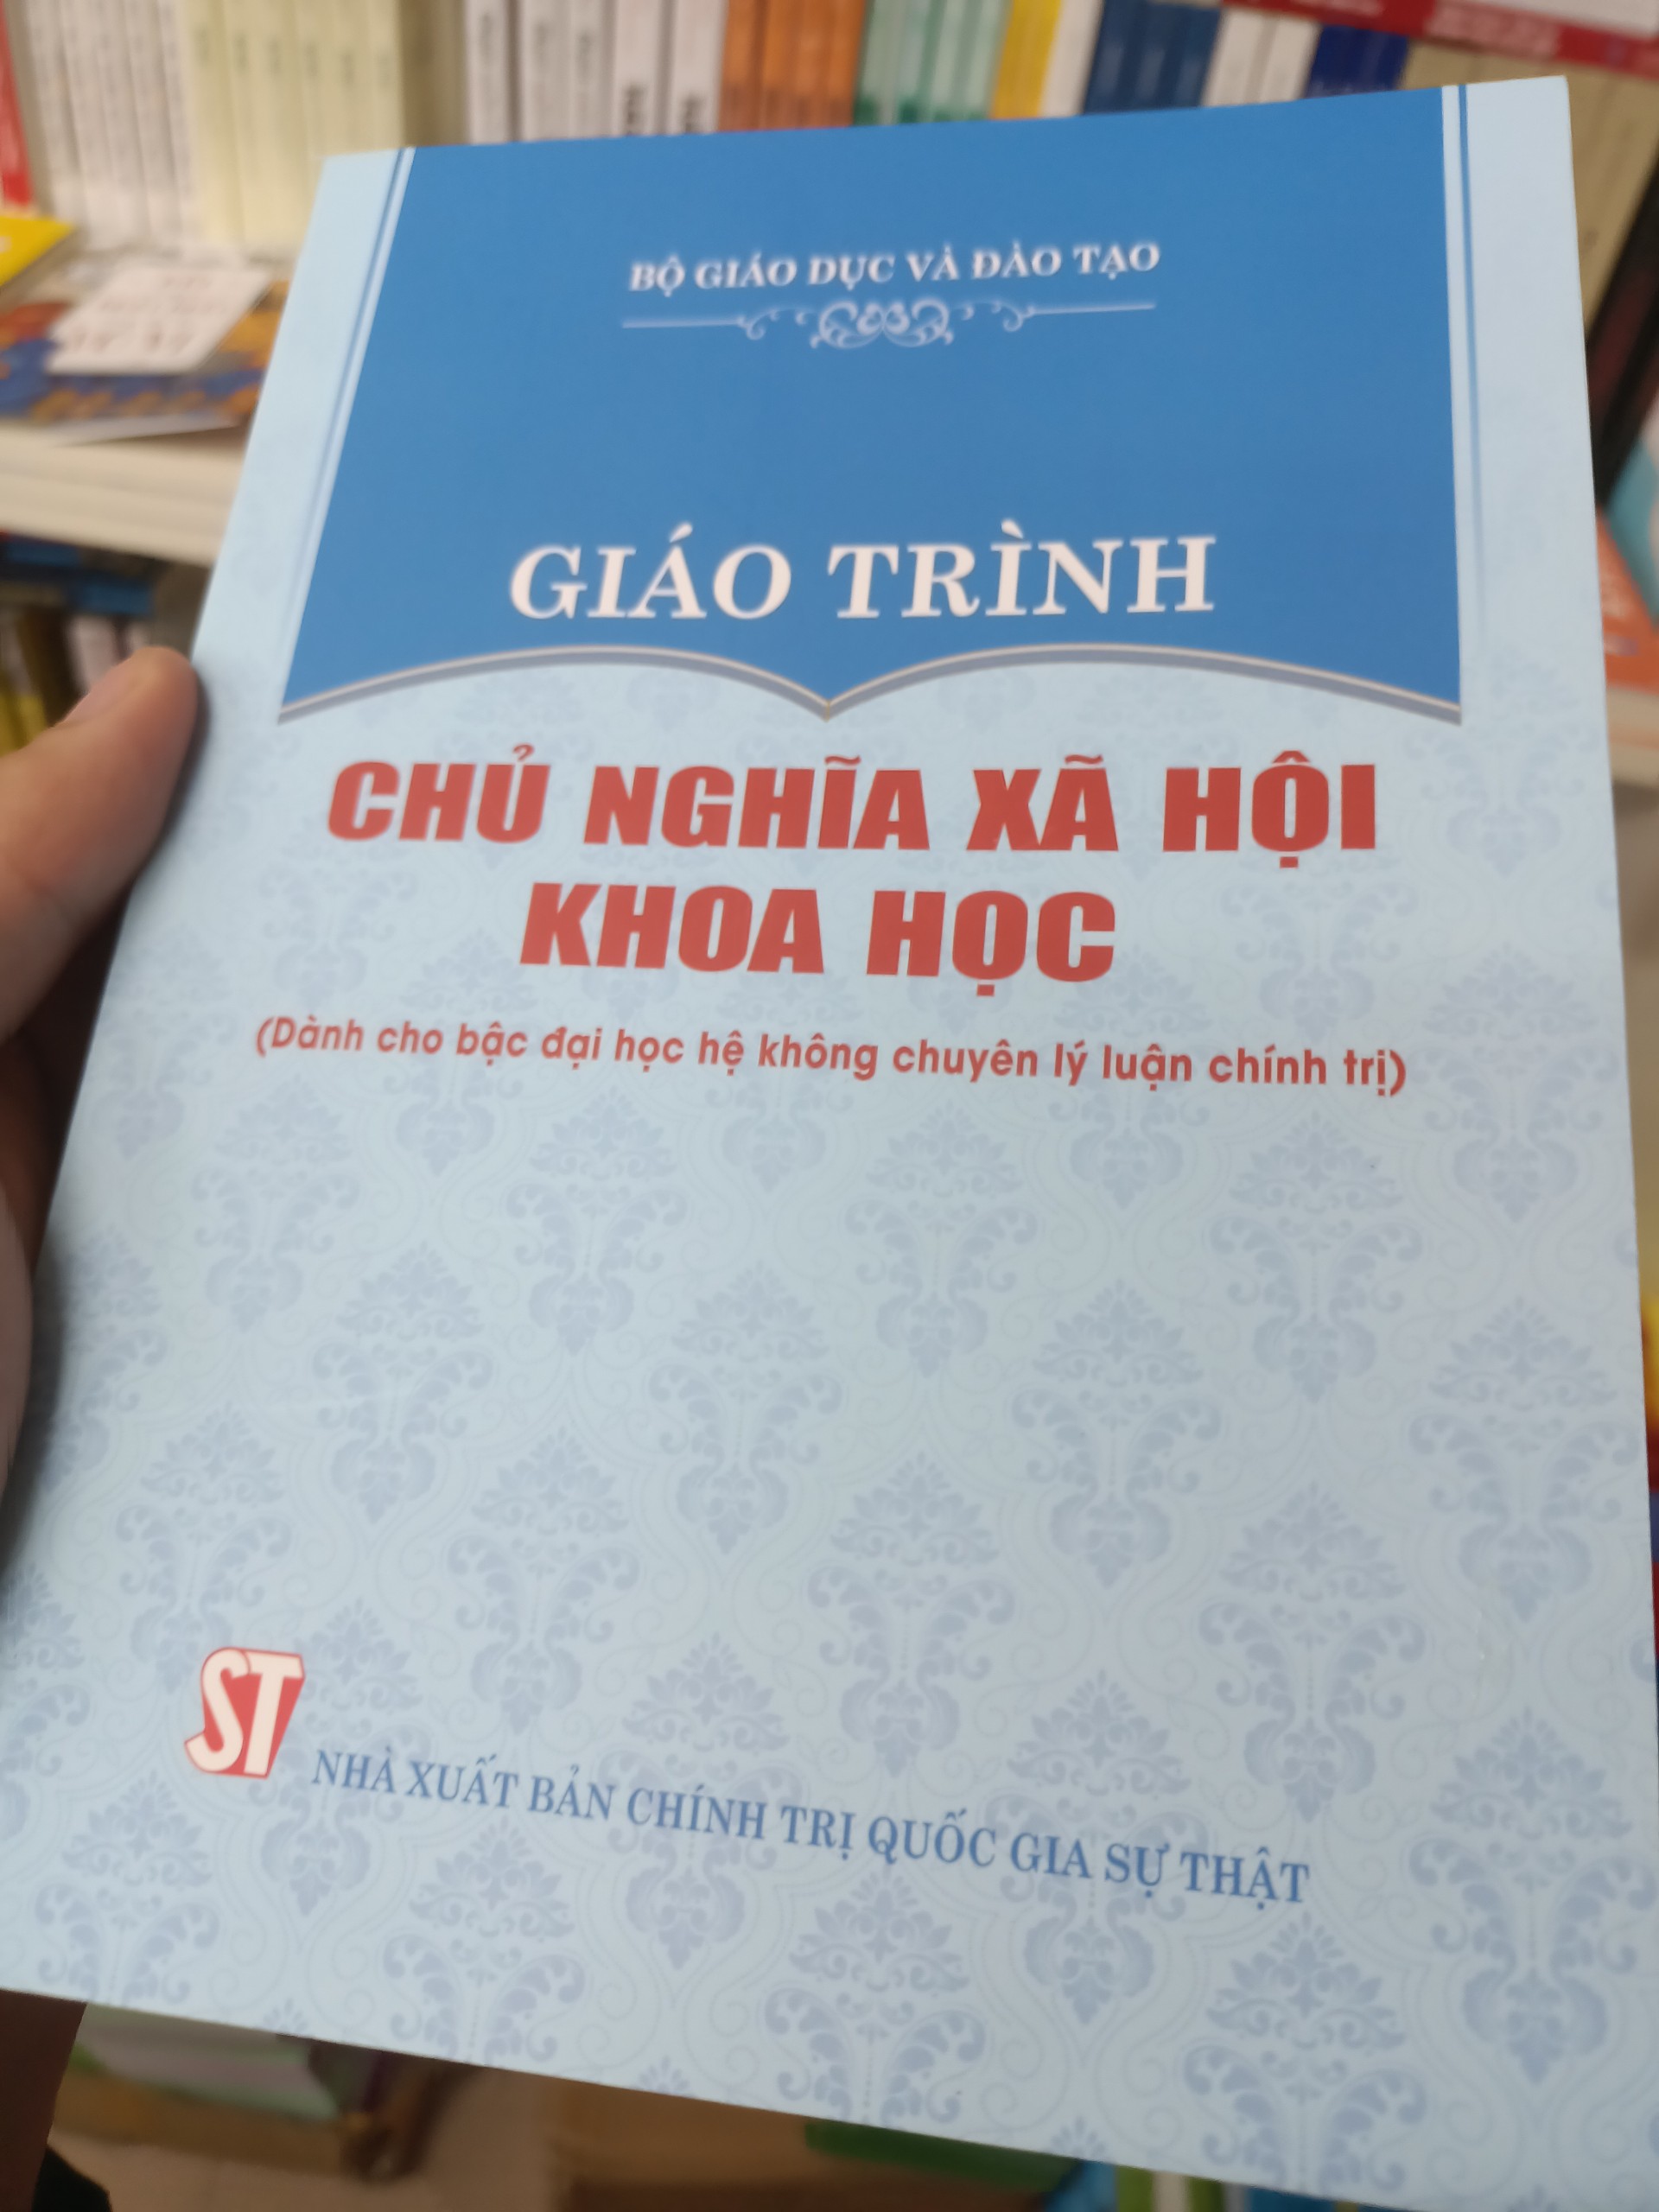 BỘ GIÁO DỤC VÀ ĐÀO TẠO
GIÁO TRÌNH
CHỦ NGHĨA XÃ HỘI
KHOA HỌC
(Dành cho bậc đại học hệ không chuyên lý luận chính trị)
ST
NHÀ XUẤT BẢN CHÍNH TRỊ QUỐC GIA SỰ THẬT